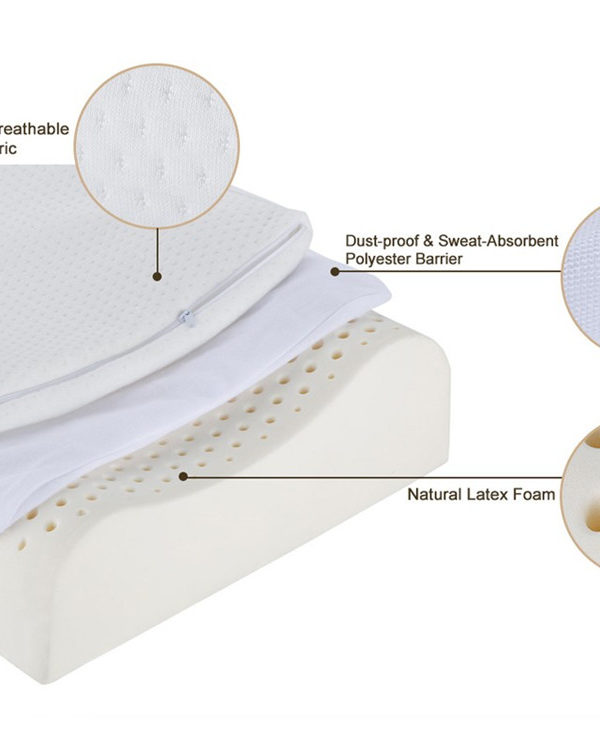 reathable
ric
Dust-proof & Sweat-Absorbent
Polyester Barrier
Natural Latex Foam